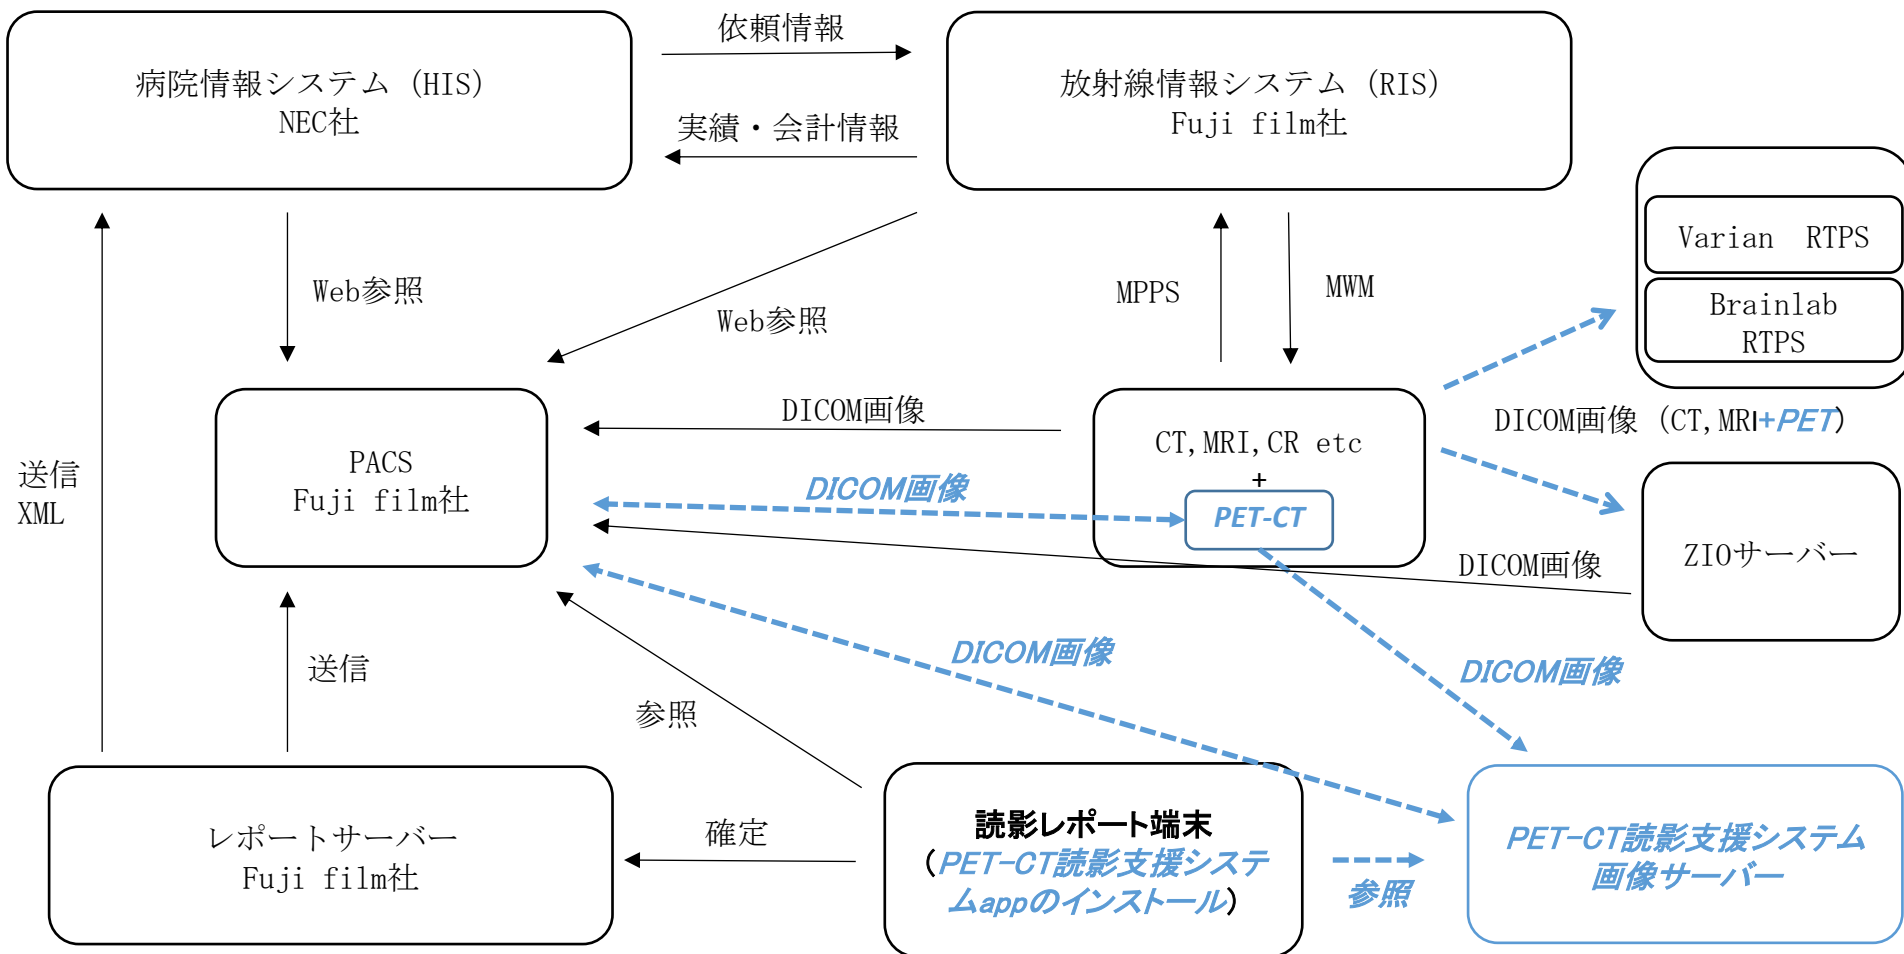 依頼情報
病院情報システム（HIS）
NEC社
放射線情報システム（RIS）
Fuji film社
実績・会計情報
Varian　RTPS
Brainlab
RTPS
Web参照
Web参照
MPPS
MWM
DICOM画像
DICOM画像（CT,MRI+PET）
CT,MRI,CR etc
+
PET-CT
PACS
Fuji film社
DICOM画像
送信
XML
DICOM画像
ZIOサーバー
DICOM画像
DICOM画像
送信
参照
レポートサーバー
Fuji film社
確定
読影レポート端末
（PET-CT読影支援システ
ムappのインストール）
参照
PET-CT読影支援システム
画像サーバー